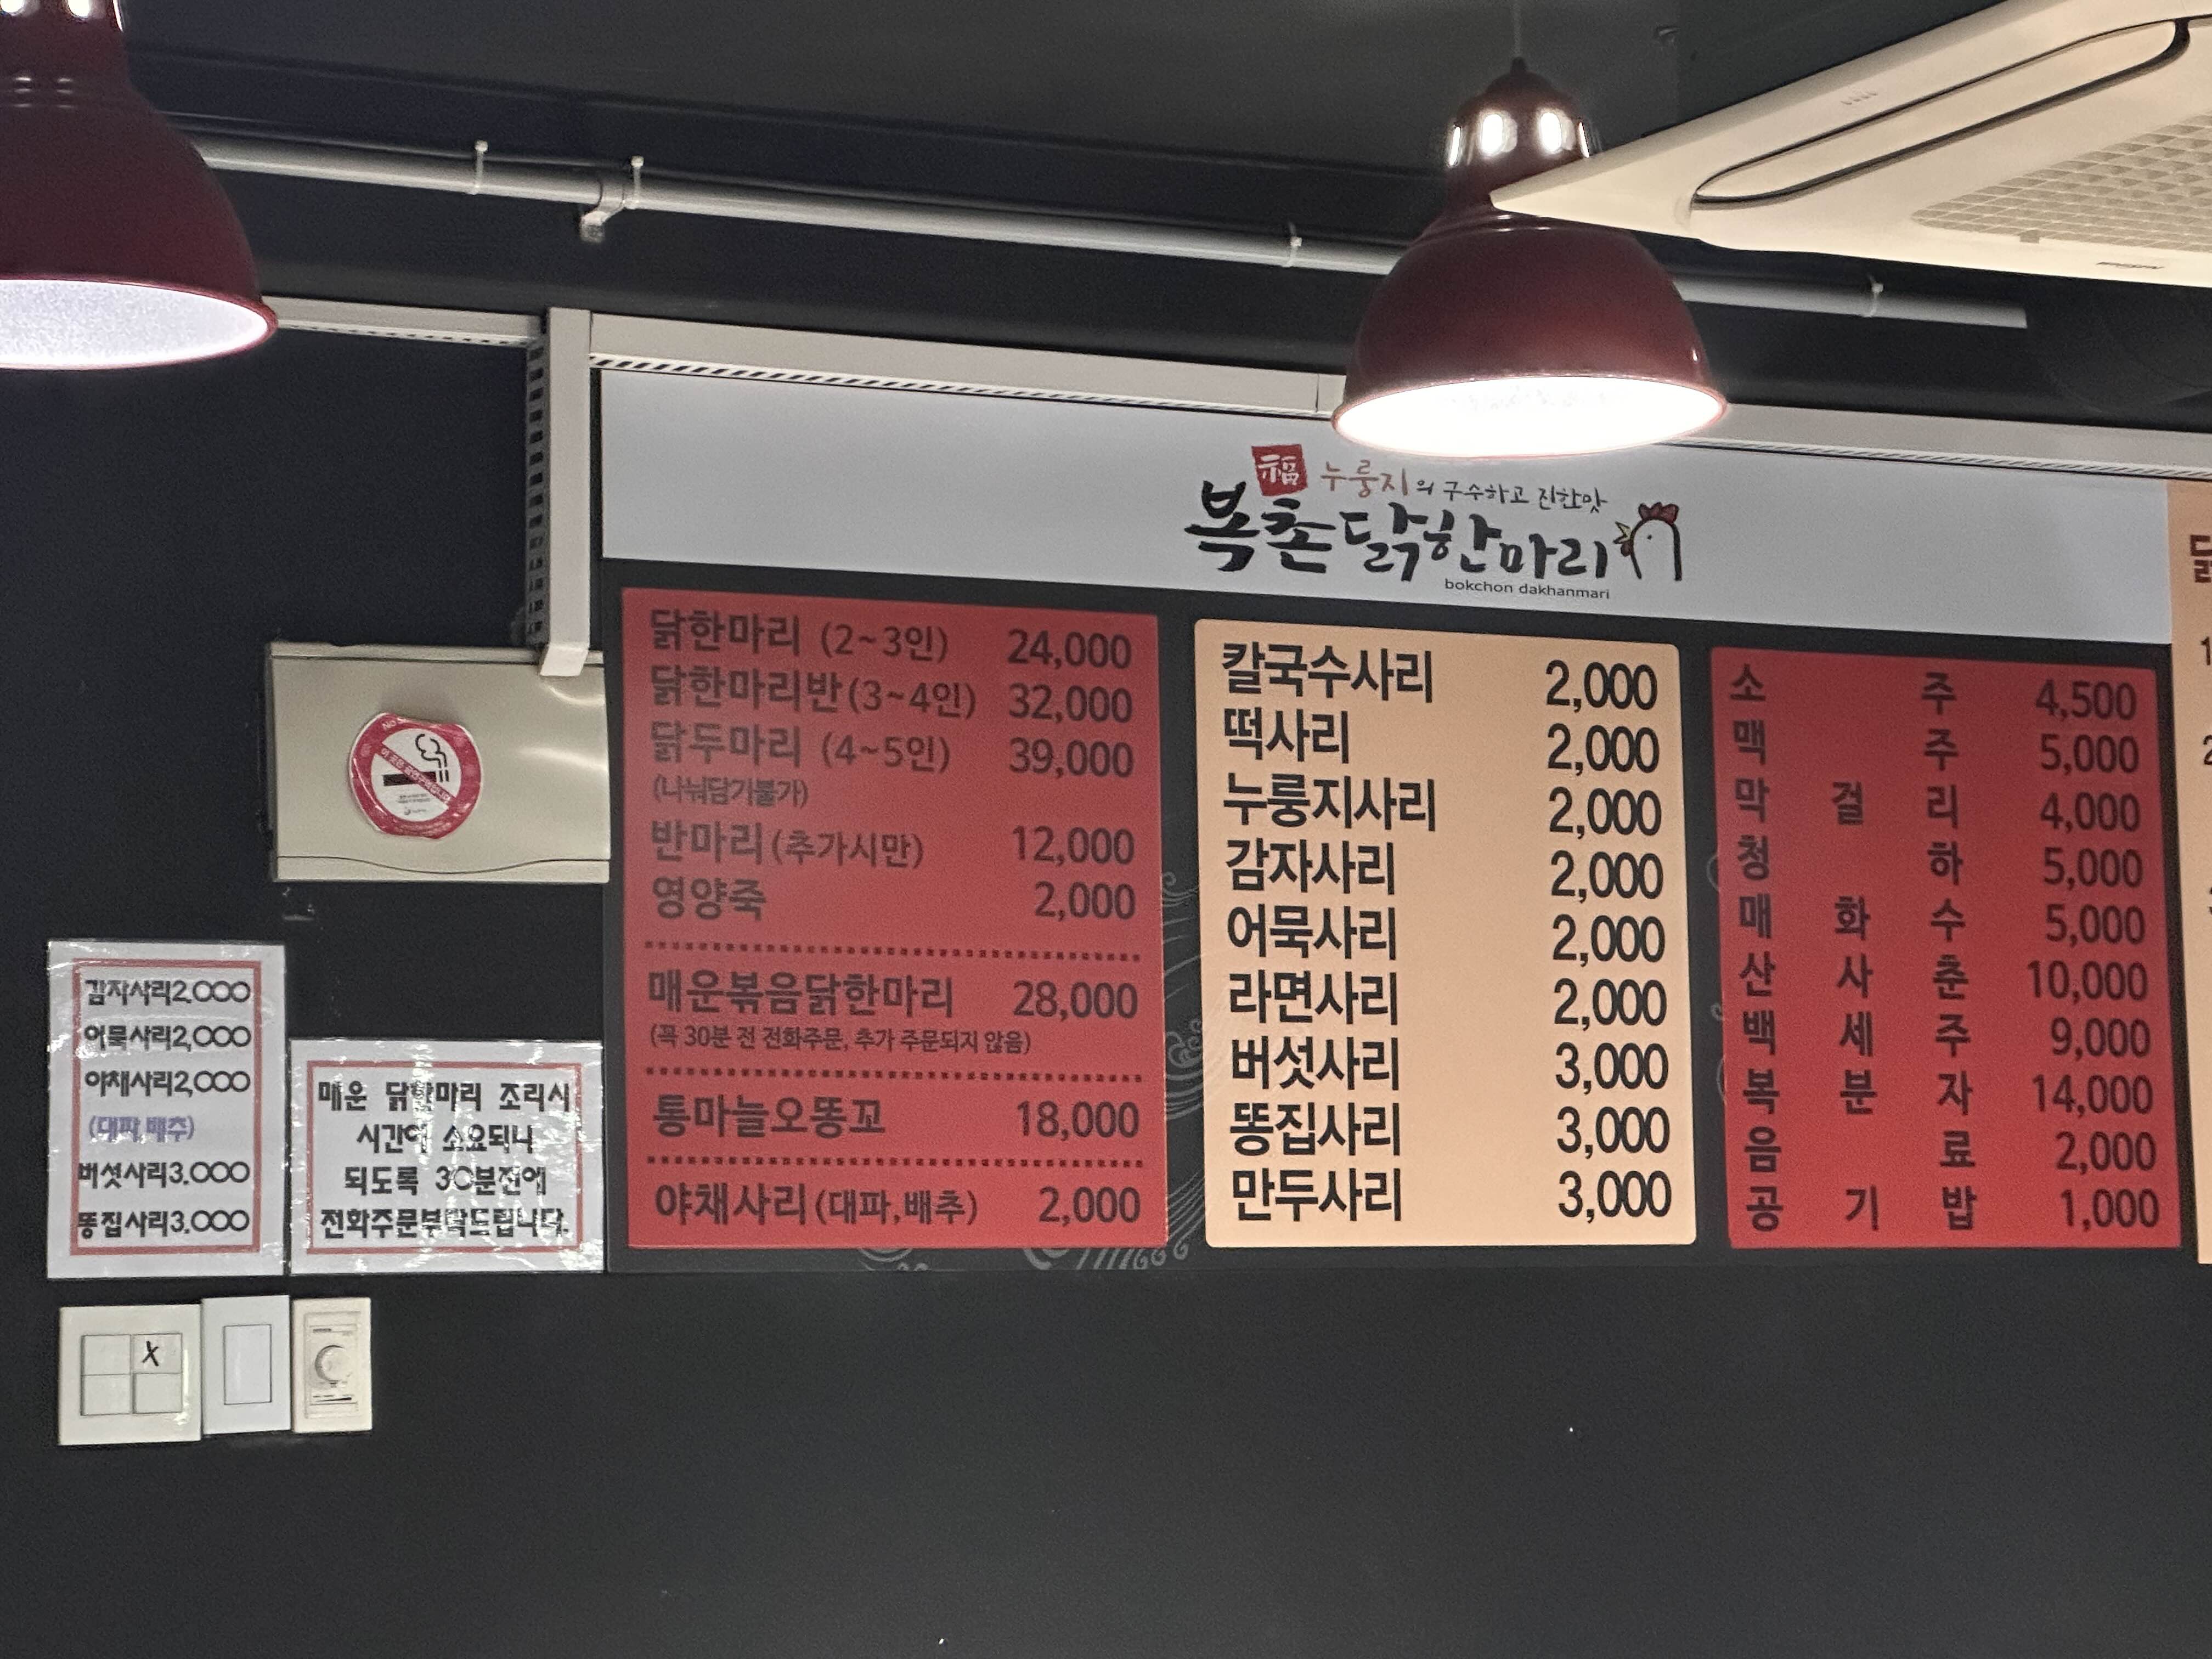 福 누룽지의 구수하고 진한맛
복촌닭한마리
bokchon dakhanmari
닭한마리 (2~3인) 24,000
닭한마리반 (3~4인) 32,000
닭두마리 (4~5인) 39,000
(나눠담기불가)
반마리 (추가시만) 12,000
영양죽 2,000
매운볶음닭한마리 28,000
(꼭 30분 전 전화주문, 추가 주문되지 않음)
통마늘오똥꼬 18,000
야채사리 (대파,배추) 2,000
칼국수사리 2,000
떡사리 2,000
누룽지사리 2,000
감자사리 2,000
어묵사리 2,000
라면사리 2,000
버섯사리 3,000
똥집사리 3,000
만두사리 3,000
소주 4,500
맥주 5,000
막걸리 4,000
청하 5,000
매화수 5,000
산사춘 10,000
백세주 9,000
복분자 14,000
음료 2,000
공기밥 1,000
감자사리2.000
어묵사리2,000
야채사리2,000
(대파,배추)
버섯사리3.000
똥집사리3.000
매운 닭한마리 조리시
시간이 소요되니
되도록 30분전에
전화주문부탁드립니다.
X